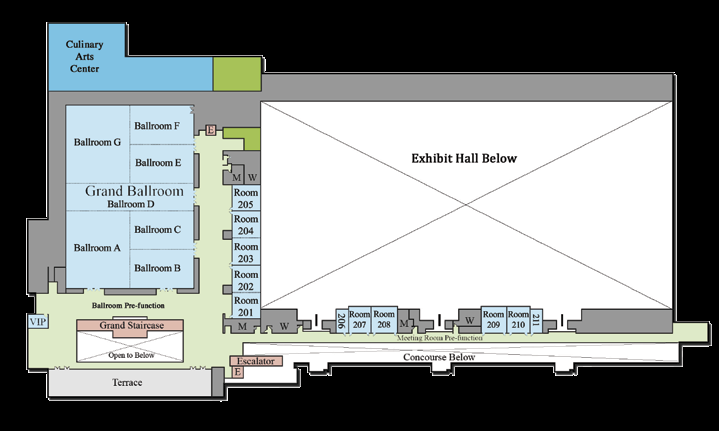 Culinary
Arts
Center
Ballroom G
Ballroom F
E
Ballroom E
Exhibit Hall Below
M W
Grand Ballroom
Ballroom D
Room
205
Room
204
Ballroom A
Ballroom C
Room
203
Ballroom B
Room
202
Room
201
Ballroom Pre-function
VIP
Grand Staircase
M
W
206
Room
207
Room
208
M
W
Room
209
Room
210
211
Meeting Room Pre-function
Open to Below
Escalator
E
Concourse Below
Terrace